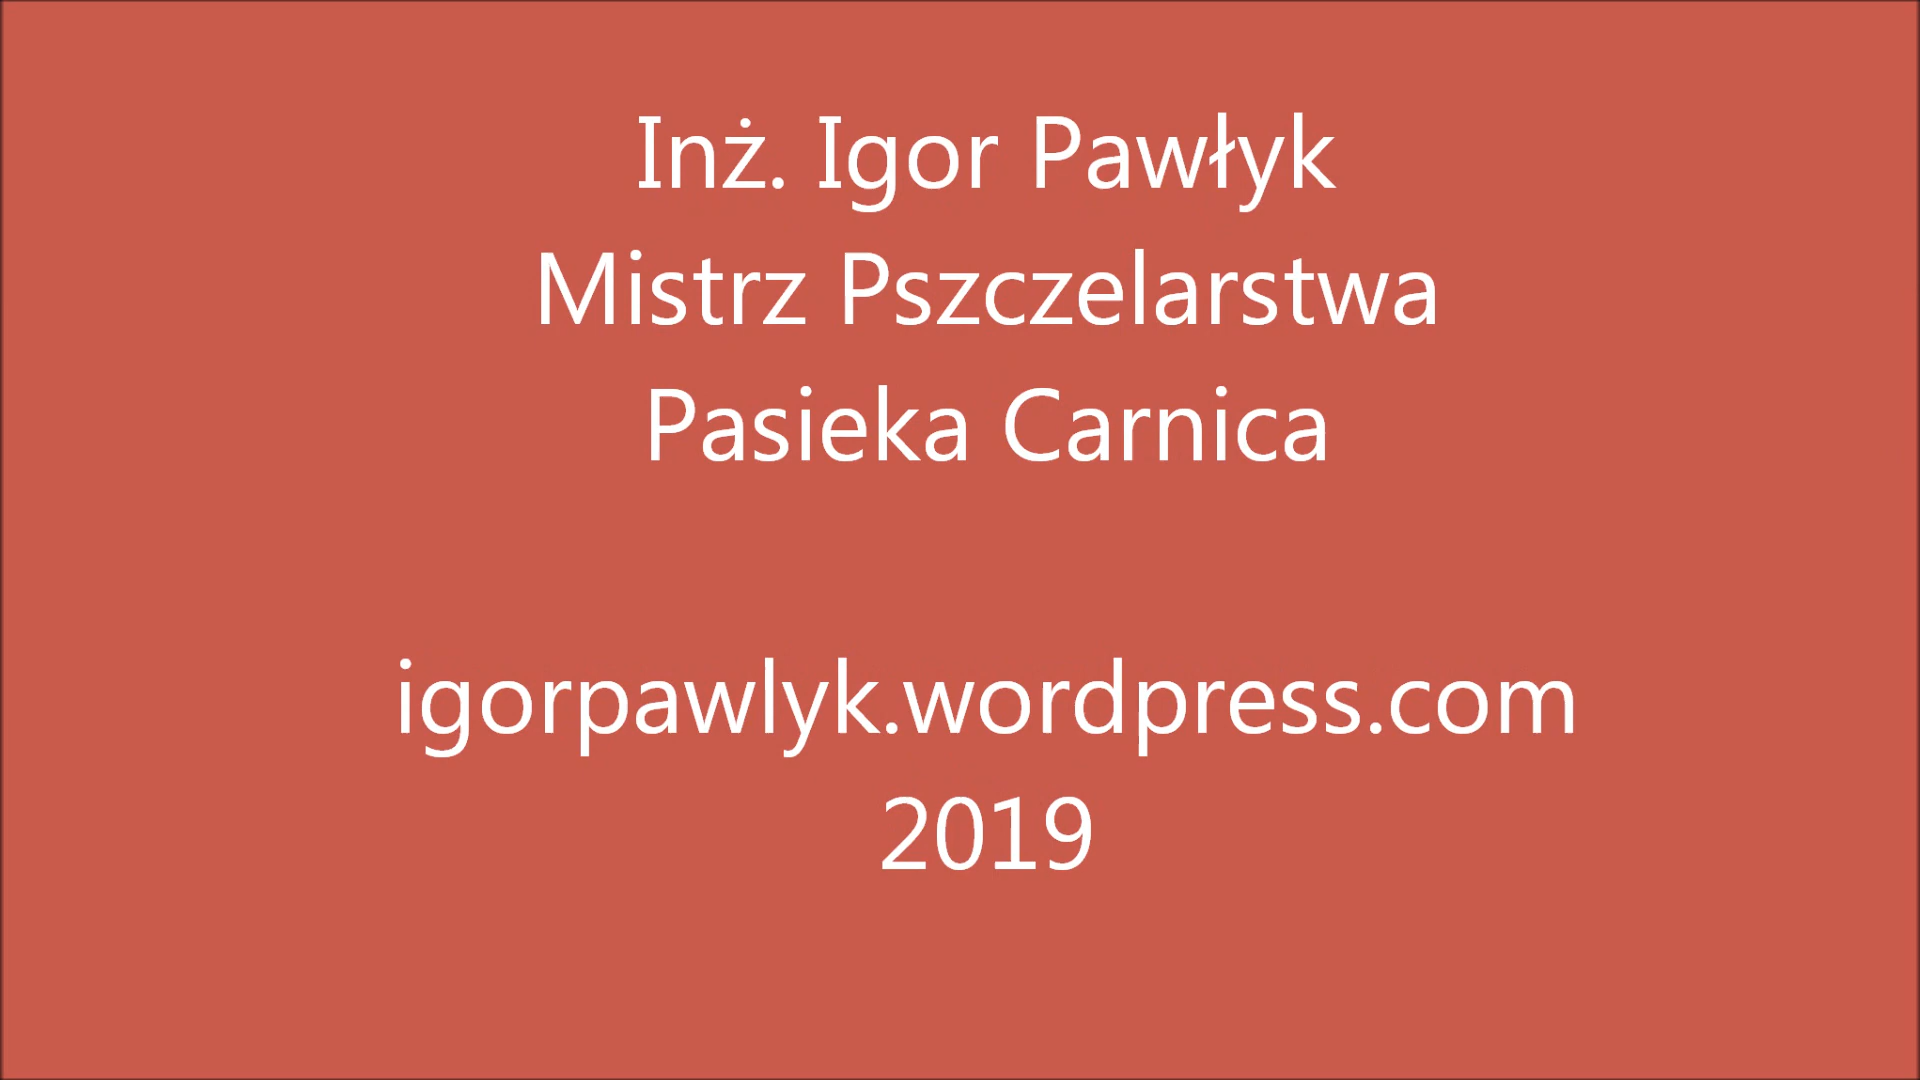 Inż. Igor Pawłyk
Mistrz Pszczelarstwa
Pasieka Carnica
igorpawlyk.wordpress.com
2019